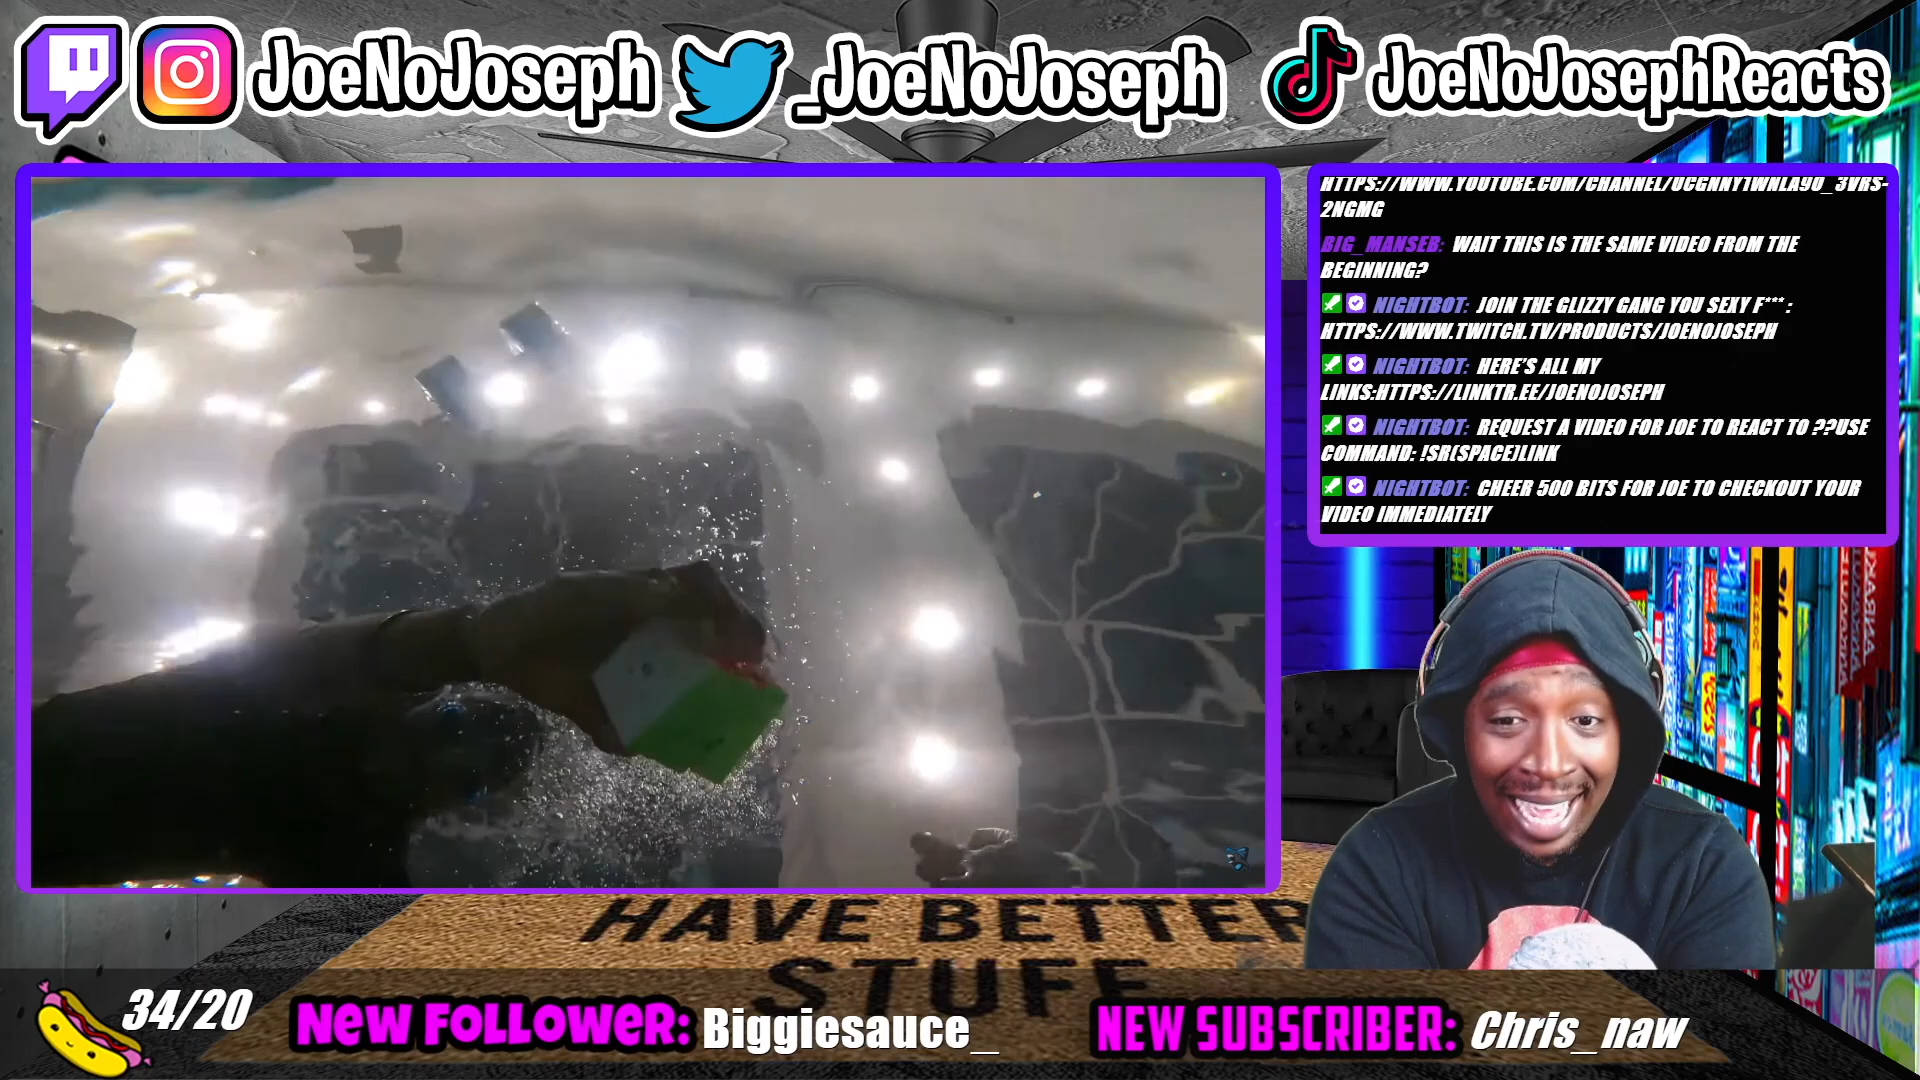 JoeNoJoseph
_JoeNoJoseph
JoeNoJosephReacts
HTTPS://WWW.YOUTUBE.COM/CHANNEL/UCGNNY1WNLA9U_3VRS-
2NGMG
BIG_MANSEB: WAIT THIS IS THE SAME VIDEO FROM THE
BEGINNING?
NIGHTBOT: JOIN THE GLIZZY GANG YOU SEXY F*** :
HTTPS://WWW.TWITCH.TV/PRODUCTS/JOENOJOSEPH
NIGHTBOT: HERE'S ALL MY
LINKS:HTTPS://LINKTR.EE/JOENOJOSEPH
NIGHTBOT: REQUEST A VIDEO FOR JOE TO REACT TO ??USE
COMMAND: !SR(SPACE)LINK
NIGHTBOT: CHEER 500 BITS FOR JOE TO CHECKOUT YOUR
VIDEO IMMEDIATELY
HAVE BETTER
STUFF
34/20
NEW FOLLOWER: Biggiesauce_
NEW SUBSCRIBER: Chris_naw